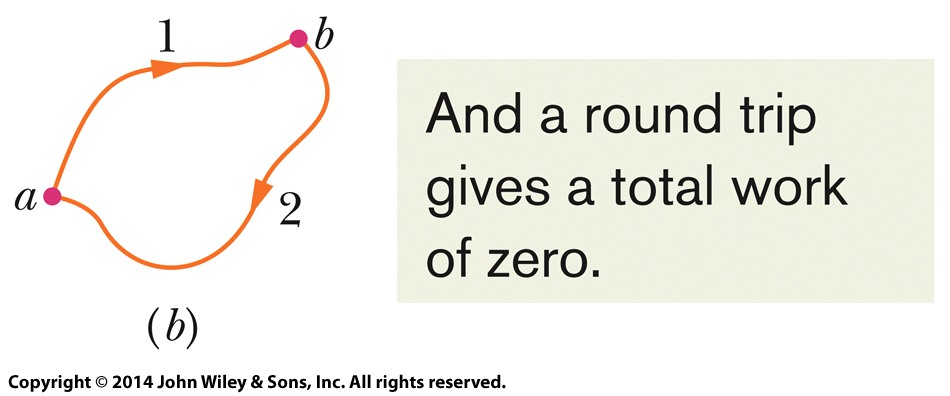 1
b
a
2
And a round trip
gives a total work
of zero.
(b)
Copyright © 2014 John Wiley & Sons, Inc. All rights reserved.